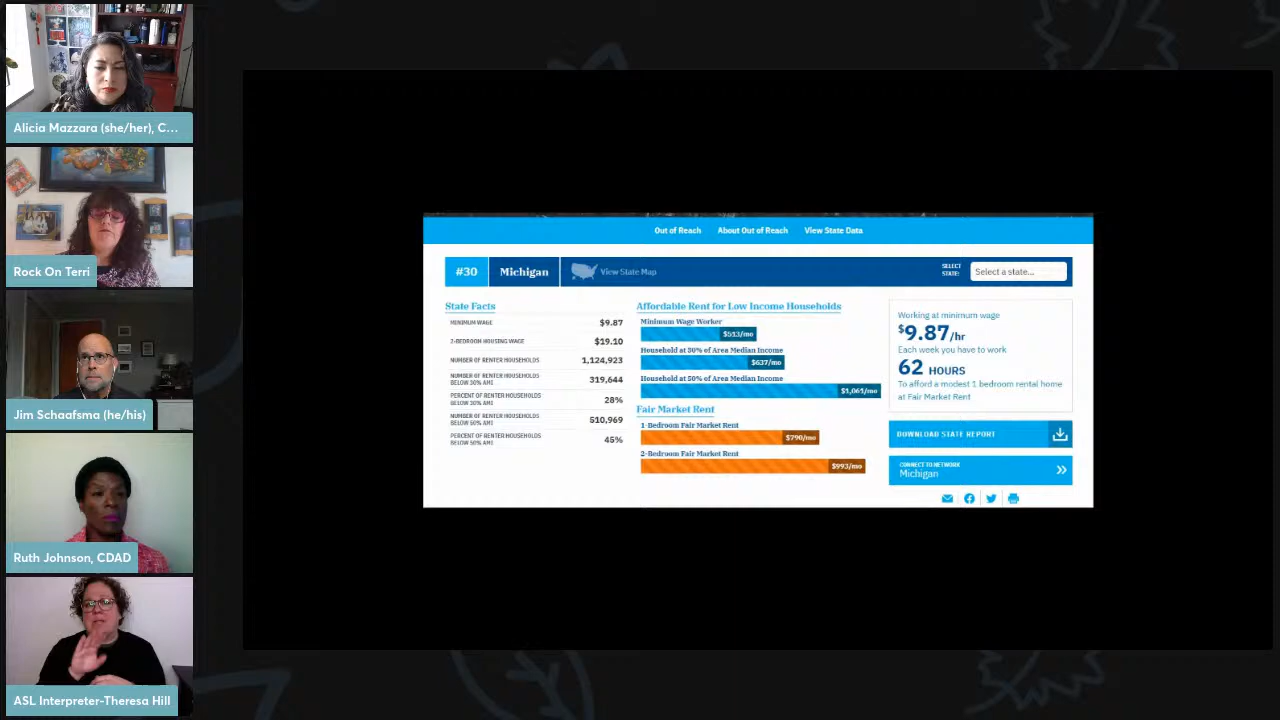 Alicia Mazzara (she/her), C...
Rock On Terri
Jim Schaafsma (he/his)
Ruth Johnson, CDAD
ASL Interpreter-Theresa Hill
Out of Reach About Out of Reach View State Data
#30 Michigan View State Map SELECT STATE: Select a state...
State Facts
MINIMUM WAGE $9.87
2-BEDROOM HOUSING WAGE $19.10
NUMBER OF RENTER HOUSEHOLDS 1,124,923
NUMBER OF RENTER HOUSEHOLDS
BELOW 30% AMI 319,644
PERCENT OF RENTER HOUSEHOLDS
BELOW 30% AMI 28%
NUMBER OF RENTER HOUSEHOLDS
BELOW 50% AMI 510,969
PERCENT OF RENTER HOUSEHOLDS
BELOW 50% AMI 45%
Affordable Rent for Low Income Households
Minimum Wage Worker
$513/mo
Household at 30% of Area Median Income
$637/mo
Household at 50% of Area Median Income
$1,061/mo
Fair Market Rent
1-Bedroom Fair Market Rent
$790/mo
2-Bedroom Fair Market Rent
$993/mo
Working at minimum wage
$9.87/hr
Each week you have to work
62 HOURS
To afford a modest 1 bedroom rental home
at Fair Market Rent
DOWNLOAD STATE REPORT
CONNECT TO NETWORK
Michigan